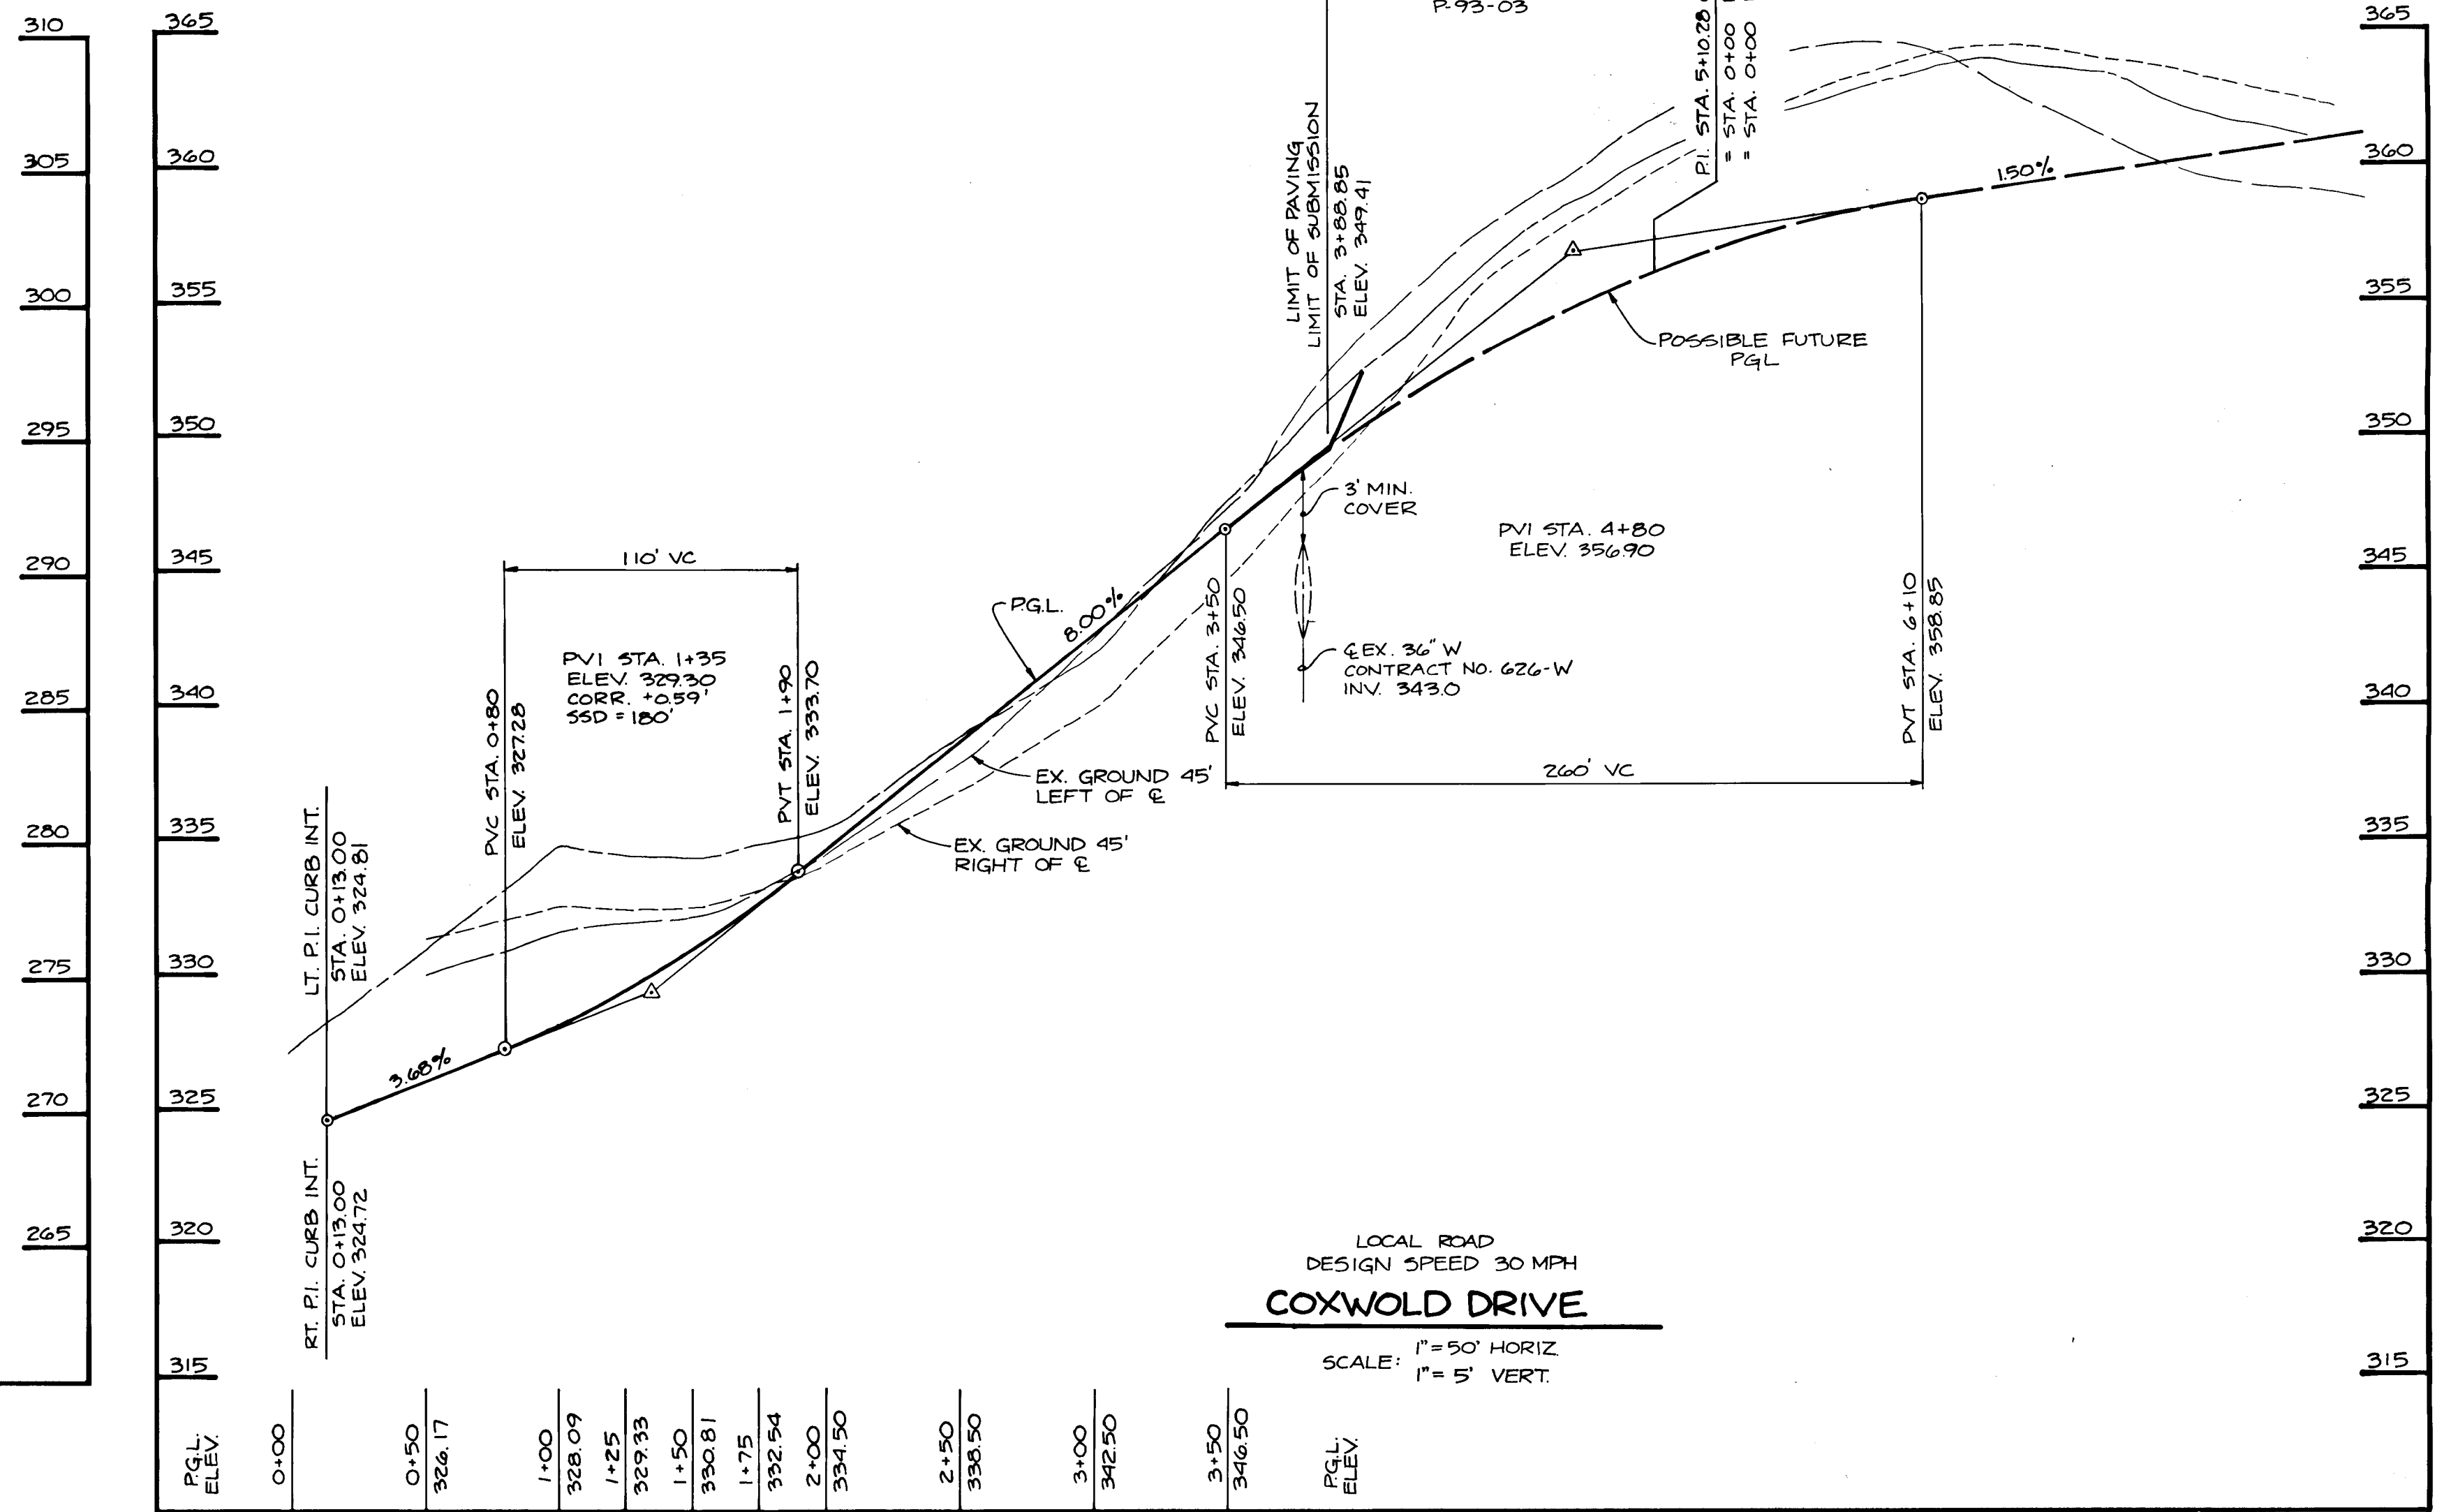 310
305
300
295
290
285
280
275
270
265
365
360
355
350
345
340
335
330
325
320
315
P-93-03
P.I. STA. 5+10.28
= STA. 0+00
= STA. 0+00
365
360
355
350
345
340
335
330
325
320
315
LIMIT OF PAVING
LIMIT OF SUBMISSION
STA. 3+88.85
ELEV. 349.41
1.50%
POSSIBLE FUTURE
PGL
3' MIN.
COVER
PVI STA. 4+80
ELEV. 356.90
110' VC
PVI STA. 1+35
ELEV. 329.30
CORR. +0.59'
SSD = 180'
P.G.L.
8.00%
PVC STA. 0+80
ELEV. 327.28
PVT STA. 1+90
ELEV. 333.70
PVC STA. 3+50
ELEV. 346.50
℄ EX. 36" W
CONTRACT NO. 626-W
INV. 343.0
PVT STA. 6+10
ELEV. 358.85
260' VC
EX. GROUND 45'
LEFT OF ℄
EX. GROUND 45'
RIGHT OF ℄
LT. P.I. CURB INT.
STA. 0+13.00
ELEV. 324.81
3.68%
RT. P.I. CURB INT.
STA. 0+13.00
ELEV. 324.72
LOCAL ROAD
DESIGN SPEED 30 MPH
COXWOLD DRIVE
SCALE: 1"=50' HORIZ.
1"= 5' VERT.
P.G.L.
ELEV.
0+00
0+50
326.17
1+00
328.09
1+25
329.33
1+50
330.81
1+75
332.54
2+00
334.50
2+50
338.50
3+00
342.50
3+50
346.50
P.G.L.
ELEV.